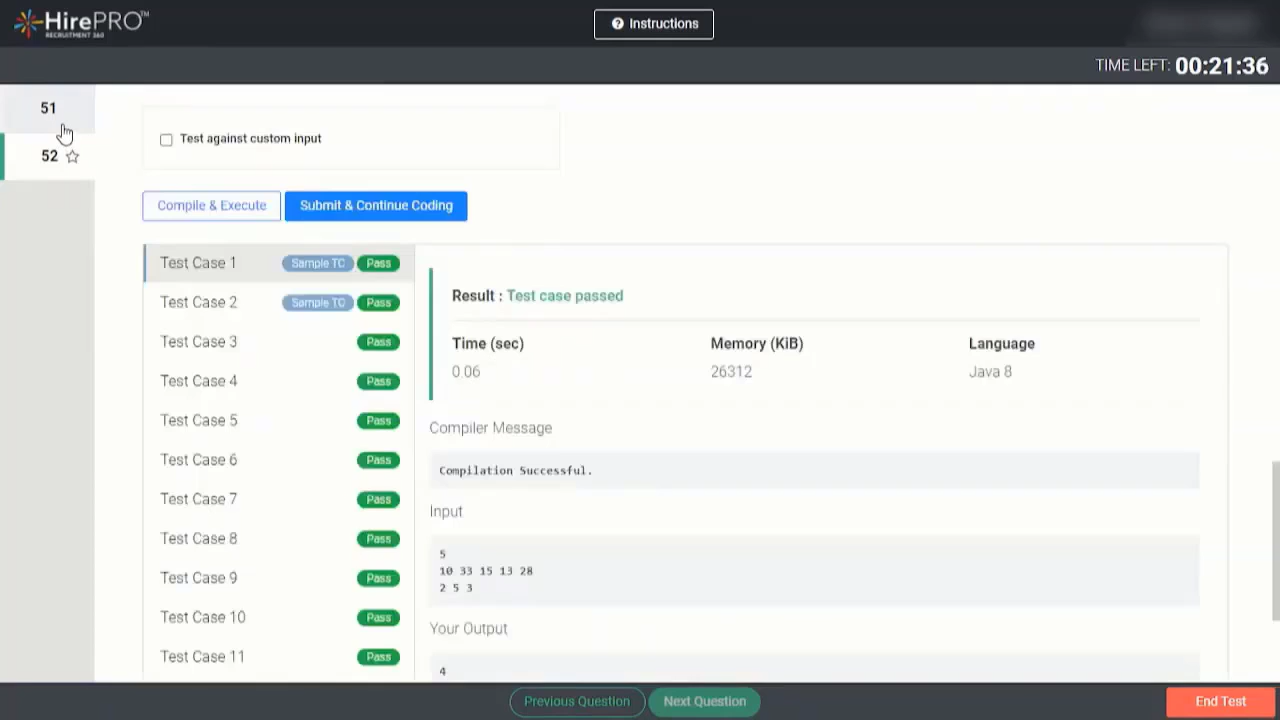 HirePRO™
RECRUITMENT 360
Instructions
TIME LEFT: 00:21:36
51
52
Test against custom input
Compile & Execute
Submit & Continue Coding
Test Case 1 Sample TC Pass
Test Case 2 Sample TC Pass
Test Case 3 Pass
Test Case 4 Pass
Test Case 5 Pass
Test Case 6 Pass
Test Case 7 Pass
Test Case 8 Pass
Test Case 9 Pass
Test Case 10 Pass
Test Case 11 Pass
Result : Test case passed
Time (sec) Memory (KiB) Language
0.06 26312 Java 8
Compiler Message
Compilation Successful.
Input
5
10 33 15 13 28
2 5 3
Your Output
4
Previous Question
Next Question
End Test